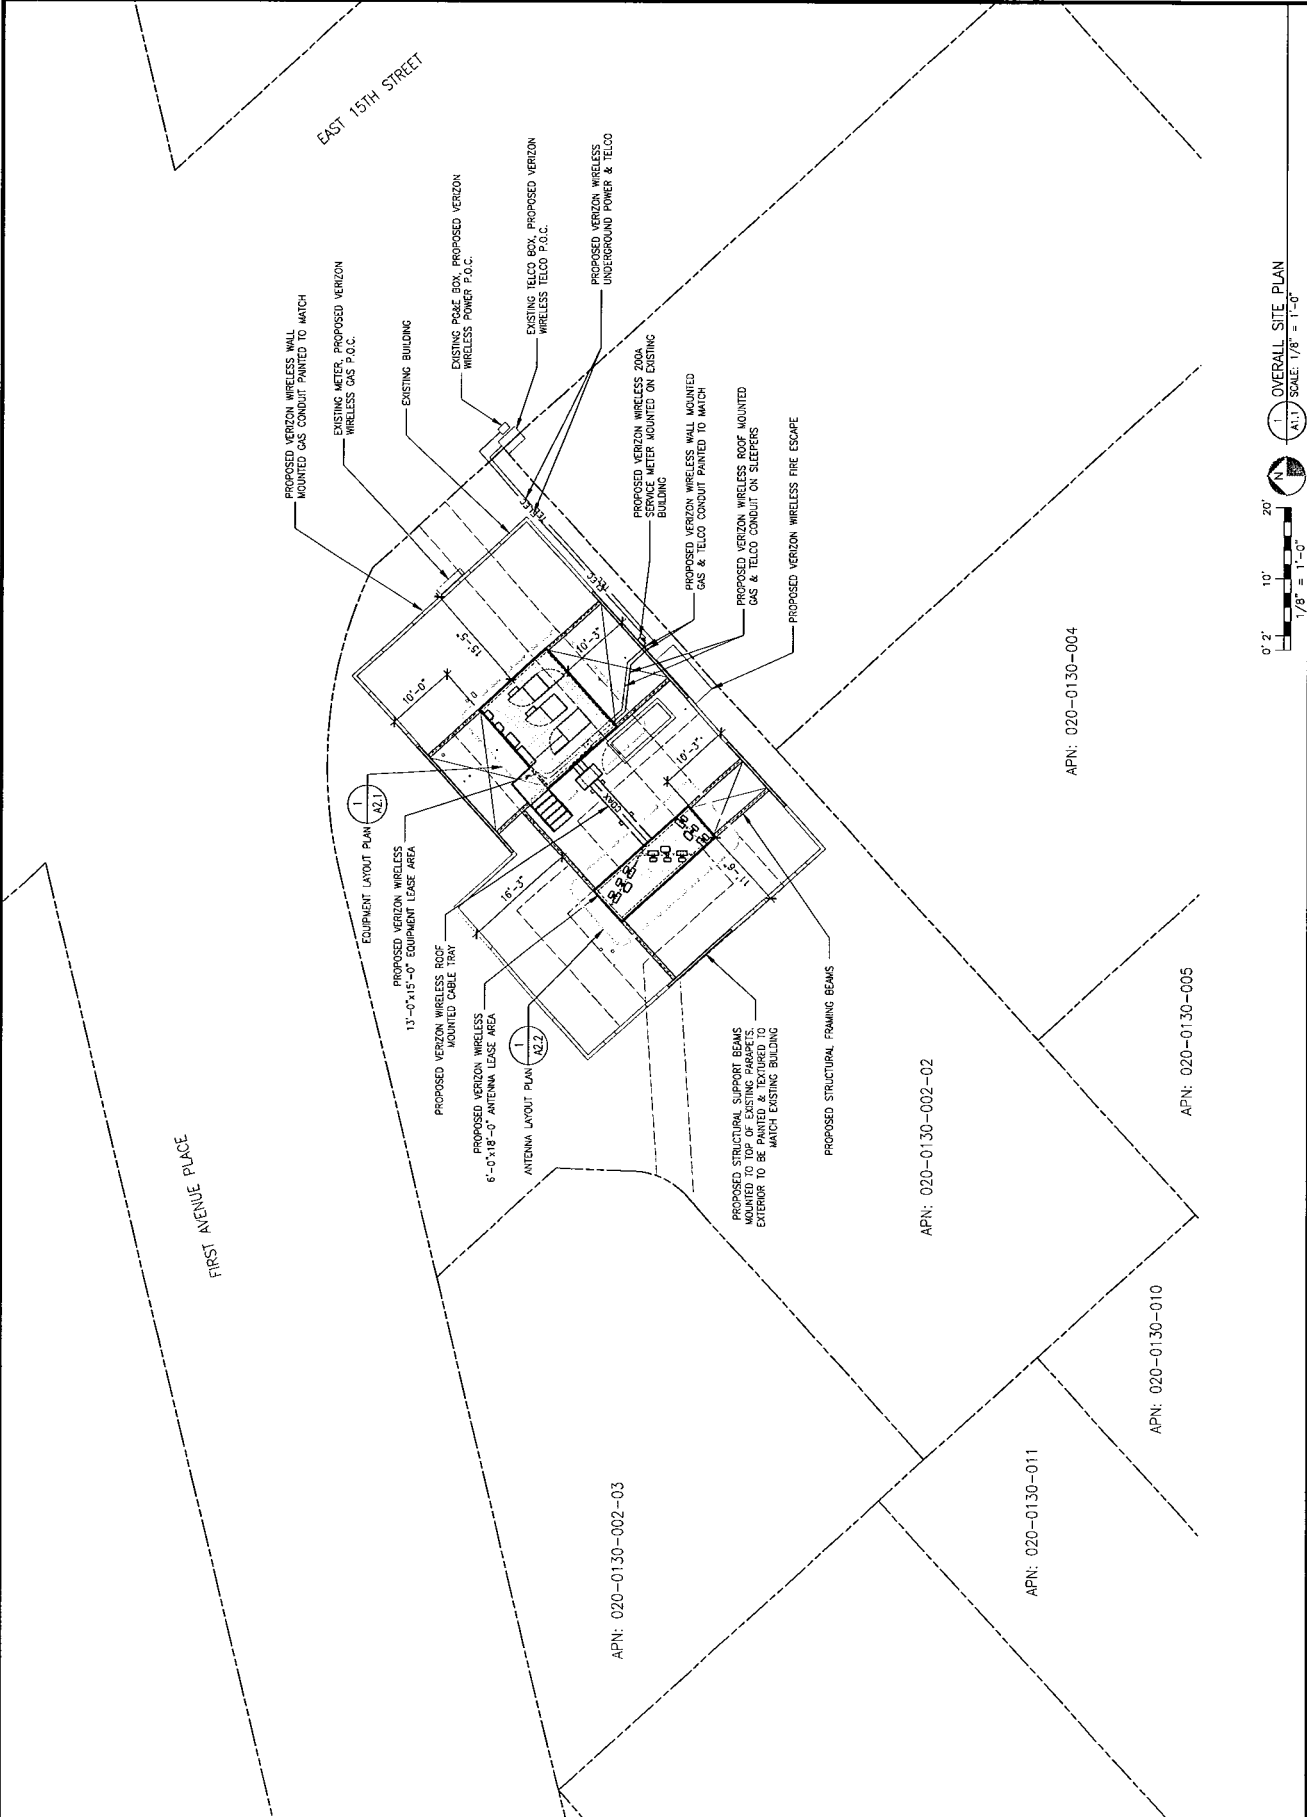 FIRST AVENUE PLACE
EAST 15TH STREET
PROPOSED VERIZON WIRELESS WALL
MOUNTED GAS CONDUIT PAINTED TO MATCH
EXISTING METER, PROPOSED VERIZON
WIRELESS GAS P.O.C.
EXISTING BUILDING
EXISTING PG&E BOX, PROPOSED VERIZON
WIRELESS POWER P.O.C.
EXISTING TELCO BOX, PROPOSED VERIZON
WIRELESS TELCO P.O.C.
PROPOSED VERIZON WIRELESS
UNDERGROUND POWER & TELCO
PROPOSED VERIZON WIRELESS 200A
SERVICE METER MOUNTED ON EXISTING
BUILDING
PROPOSED VERIZON WIRELESS WALL MOUNTED
GAS & TELCO CONDUIT PAINTED TO MATCH
PROPOSED VERIZON WIRELESS ROOF MOUNTED
GAS & TELCO CONDUIT ON SLEEPERS
PROPOSED VERIZON WIRELESS FIRE ESCAPE
1
A2.1
EQUIPMENT LAYOUT PLAN
PROPOSED VERIZON WIRELESS
13'-0"x15'-0" EQUIPMENT LEASE AREA
PROPOSED VERIZON WIRELESS ROOF
MOUNTED CABLE TRAY
PROPOSED VERIZON WIRELESS
6'-0"x18'-0" ANTENNA LEASE AREA
1
A2.2
ANTENNA LAYOUT PLAN
PROPOSED STRUCTURAL SUPPORT BEAMS
MOUNTED TO TOP OF EXISTING PARAPETS.
EXTERIOR TO BE PAINTED & TEXTURED TO
MATCH EXISTING BUILDING
PROPOSED STRUCTURAL FRAMING BEAMS
10'-0"
15'-5"
10'-3"
16'-3"
COAX
10'-3"
11'-6"
APN: 020-0130-004
APN: 020-0130-005
APN: 020-0130-002-02
APN: 020-0130-010
APN: 020-0130-011
APN: 020-0130-002-03
0' 2' 10' 20'
1/8" = 1'-0"
N
1
A1.1
OVERALL SITE PLAN
SCALE: 1/8" = 1'-0"